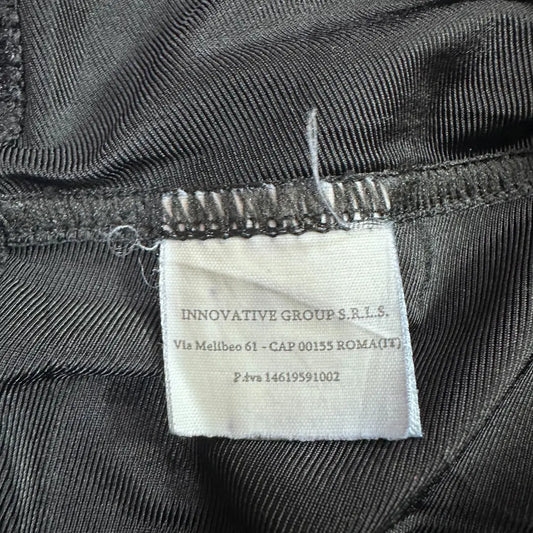 INNOVATIVE GROUP S.R.L.S.
Via Melibeo 61 - CAP 00155 ROMA(IT)
P.iva 14619591002